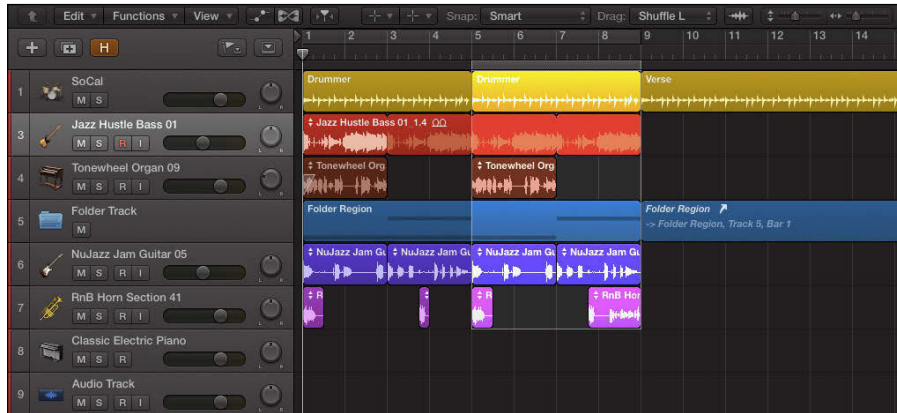 Edit Functions View Snap: Smart Drag: Shuffle L
H
1 2 3 4 5 6 7 8 9 10 11 12 13 14
1 SoCal
M S
Drummer Drummer Verse
3 Jazz Hustle Bass 01
M S R I
Jazz Hustle Bass 01 1.4
4 Tonewheel Organ 09
M S R I
Tonewheel Org Tonewheel Org
5 Folder Track
M
Folder Region Folder Region
-> Folder Region, Track 5, Bar 1
6 NuJazz Jam Guitar 05
M S R I
NuJazz Jam Gu NuJazz Jam Gu NuJazz Jam Gu NuJazz Jam Gu
7 RnB Horn Section 41
M S R I
R R RnB Hor
8 Classic Electric Piano
M S R
9 Audio Track
M S R I